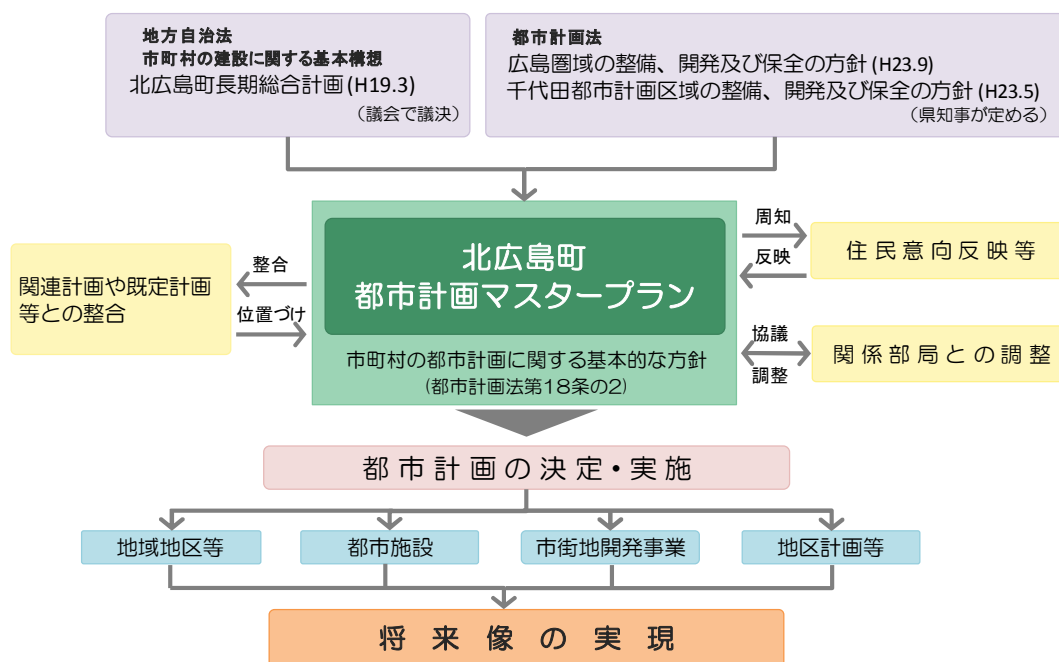 地方自治法
市町村の建設に関する基本構想
北広島町長期総合計画(H19.3)
(議会で議決)
都市計画法
広島圏域の整備、開発及び保全の方針(H23.9)
千代田都市計画区域の整備、開発及び保全の方針(H23.5)
(県知事が定める)
北広島町
都市計画マスタープラン
市町村の都市計画に関する基本的な方針
(都市計画法第18条の2)
関連計画や既定計画
等との整合
整合
位置づけ
周知
反映
住民意向反映等
協議
調整
関係部局との調整
都市計画の決定・実施
地域地区等
都市施設
市街地開発事業
地区計画等
将来像の実現